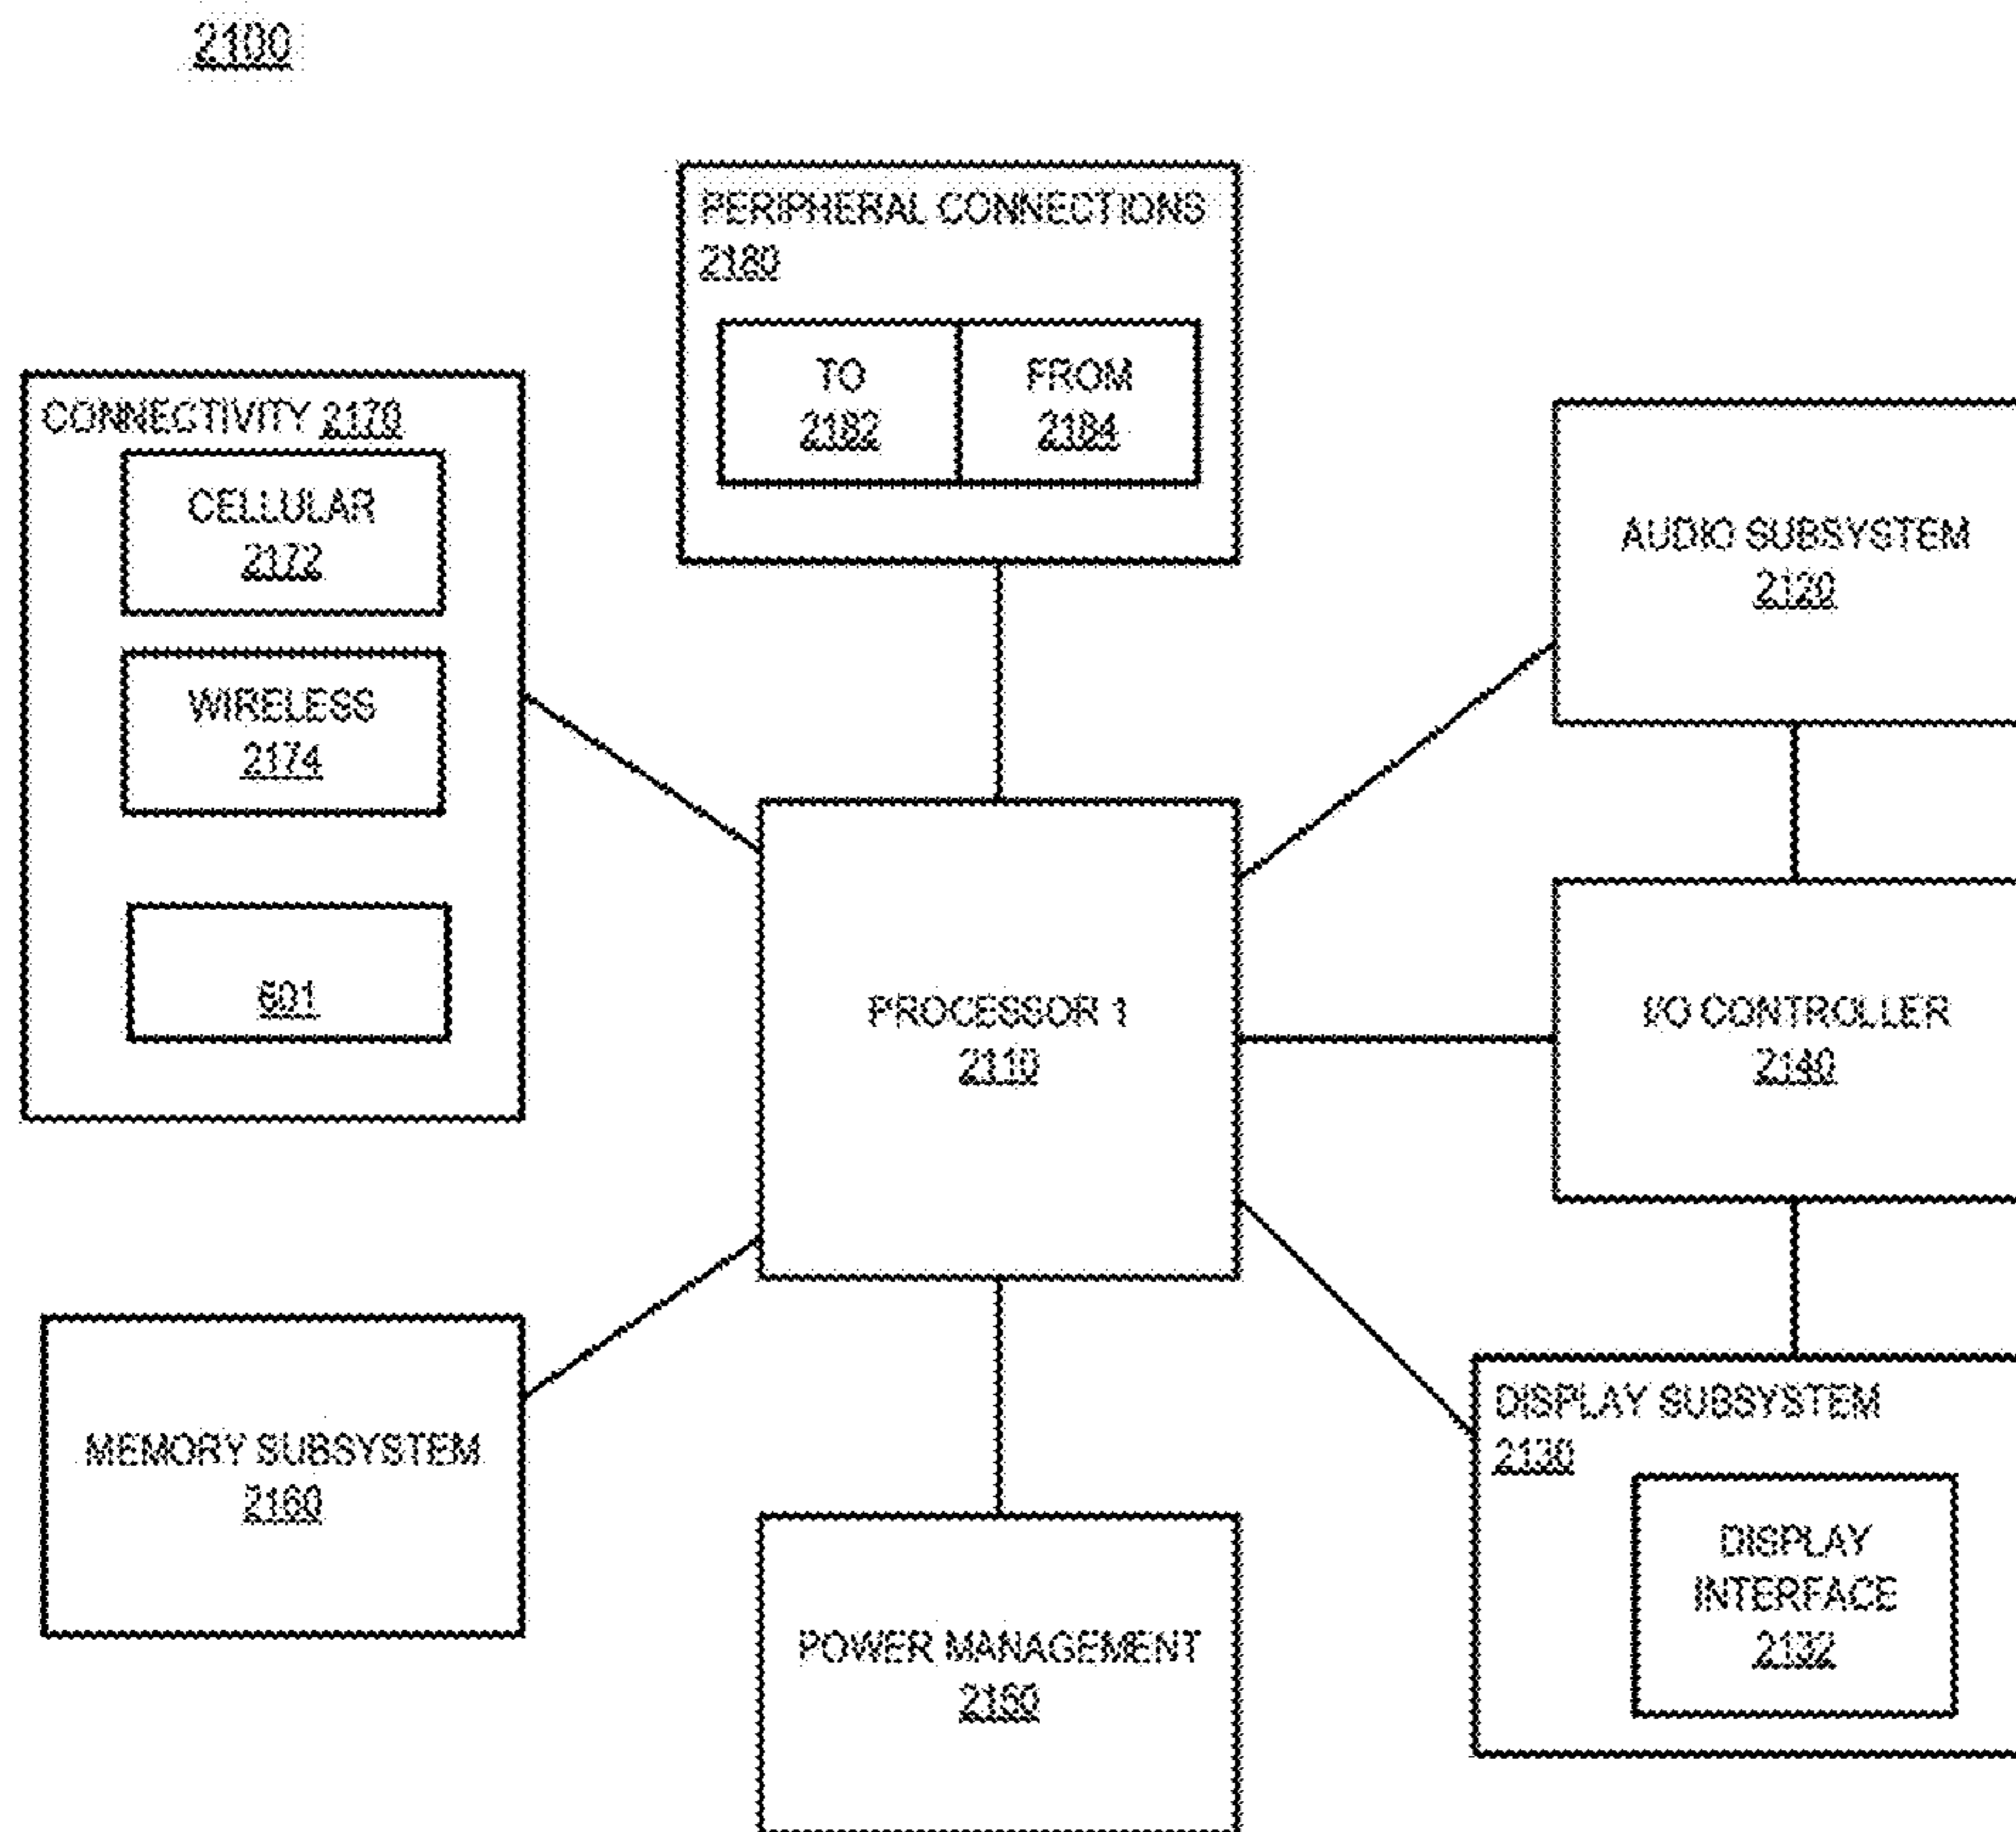 2100
PERIPHERAL CONNECTIONS
2180
TO
2182
FROM
2184
CONNECTIVITY 2170
CELLULAR
2172
WIRELESS
2174
601
AUDIO SUBSYSTEM
2120
PROCESSOR 1
2110
I/O CONTROLLER
2140
MEMORY SUBSYSTEM
2160
POWER MANAGEMENT
2150
DISPLAY SUBSYSTEM
2130
DISPLAY
INTERFACE
2132